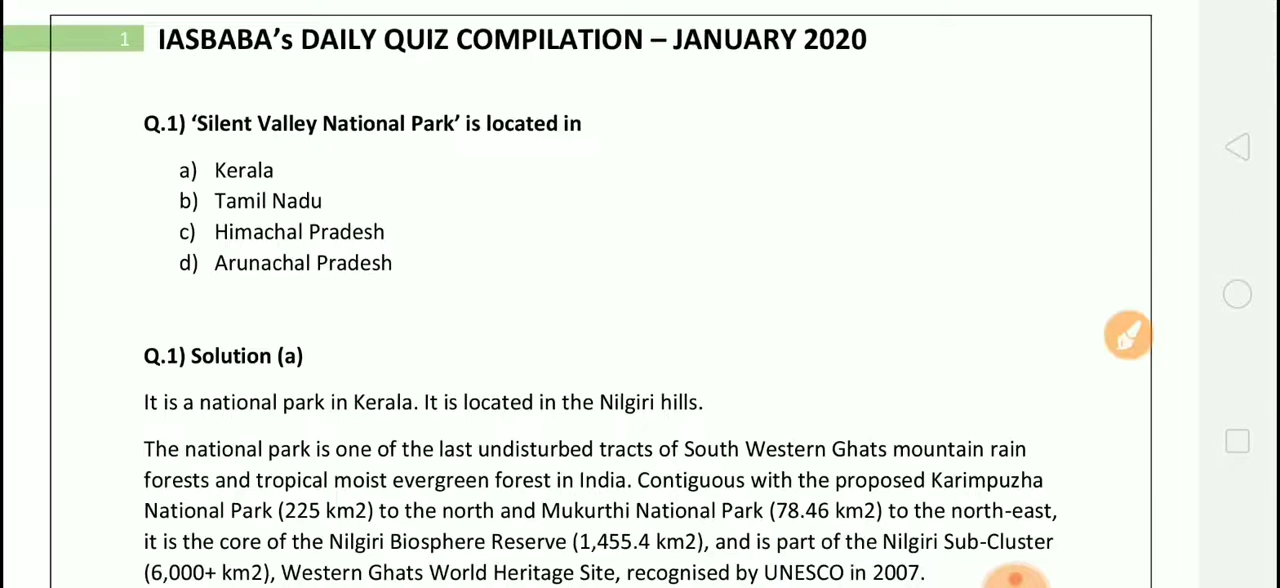 1 IASBABA's DAILY QUIZ COMPILATION – JANUARY 2020
Q.1) ‘Silent Valley National Park’ is located in
a) Kerala
b) Tamil Nadu
c) Himachal Pradesh
d) Arunachal Pradesh
Q.1) Solution (a)
It is a national park in Kerala. It is located in the Nilgiri hills.
The national park is one of the last undisturbed tracts of South Western Ghats mountain rain
forests and tropical moist evergreen forest in India. Contiguous with the proposed Karimpuzha
National Park (225 km2) to the north and Mukurthi National Park (78.46 km2) to the north-east,
it is the core of the Nilgiri Biosphere Reserve (1,455.4 km2), and is part of the Nilgiri Sub-Cluster
(6,000+ km2), Western Ghats World Heritage Site, recognised by UNESCO in 2007.